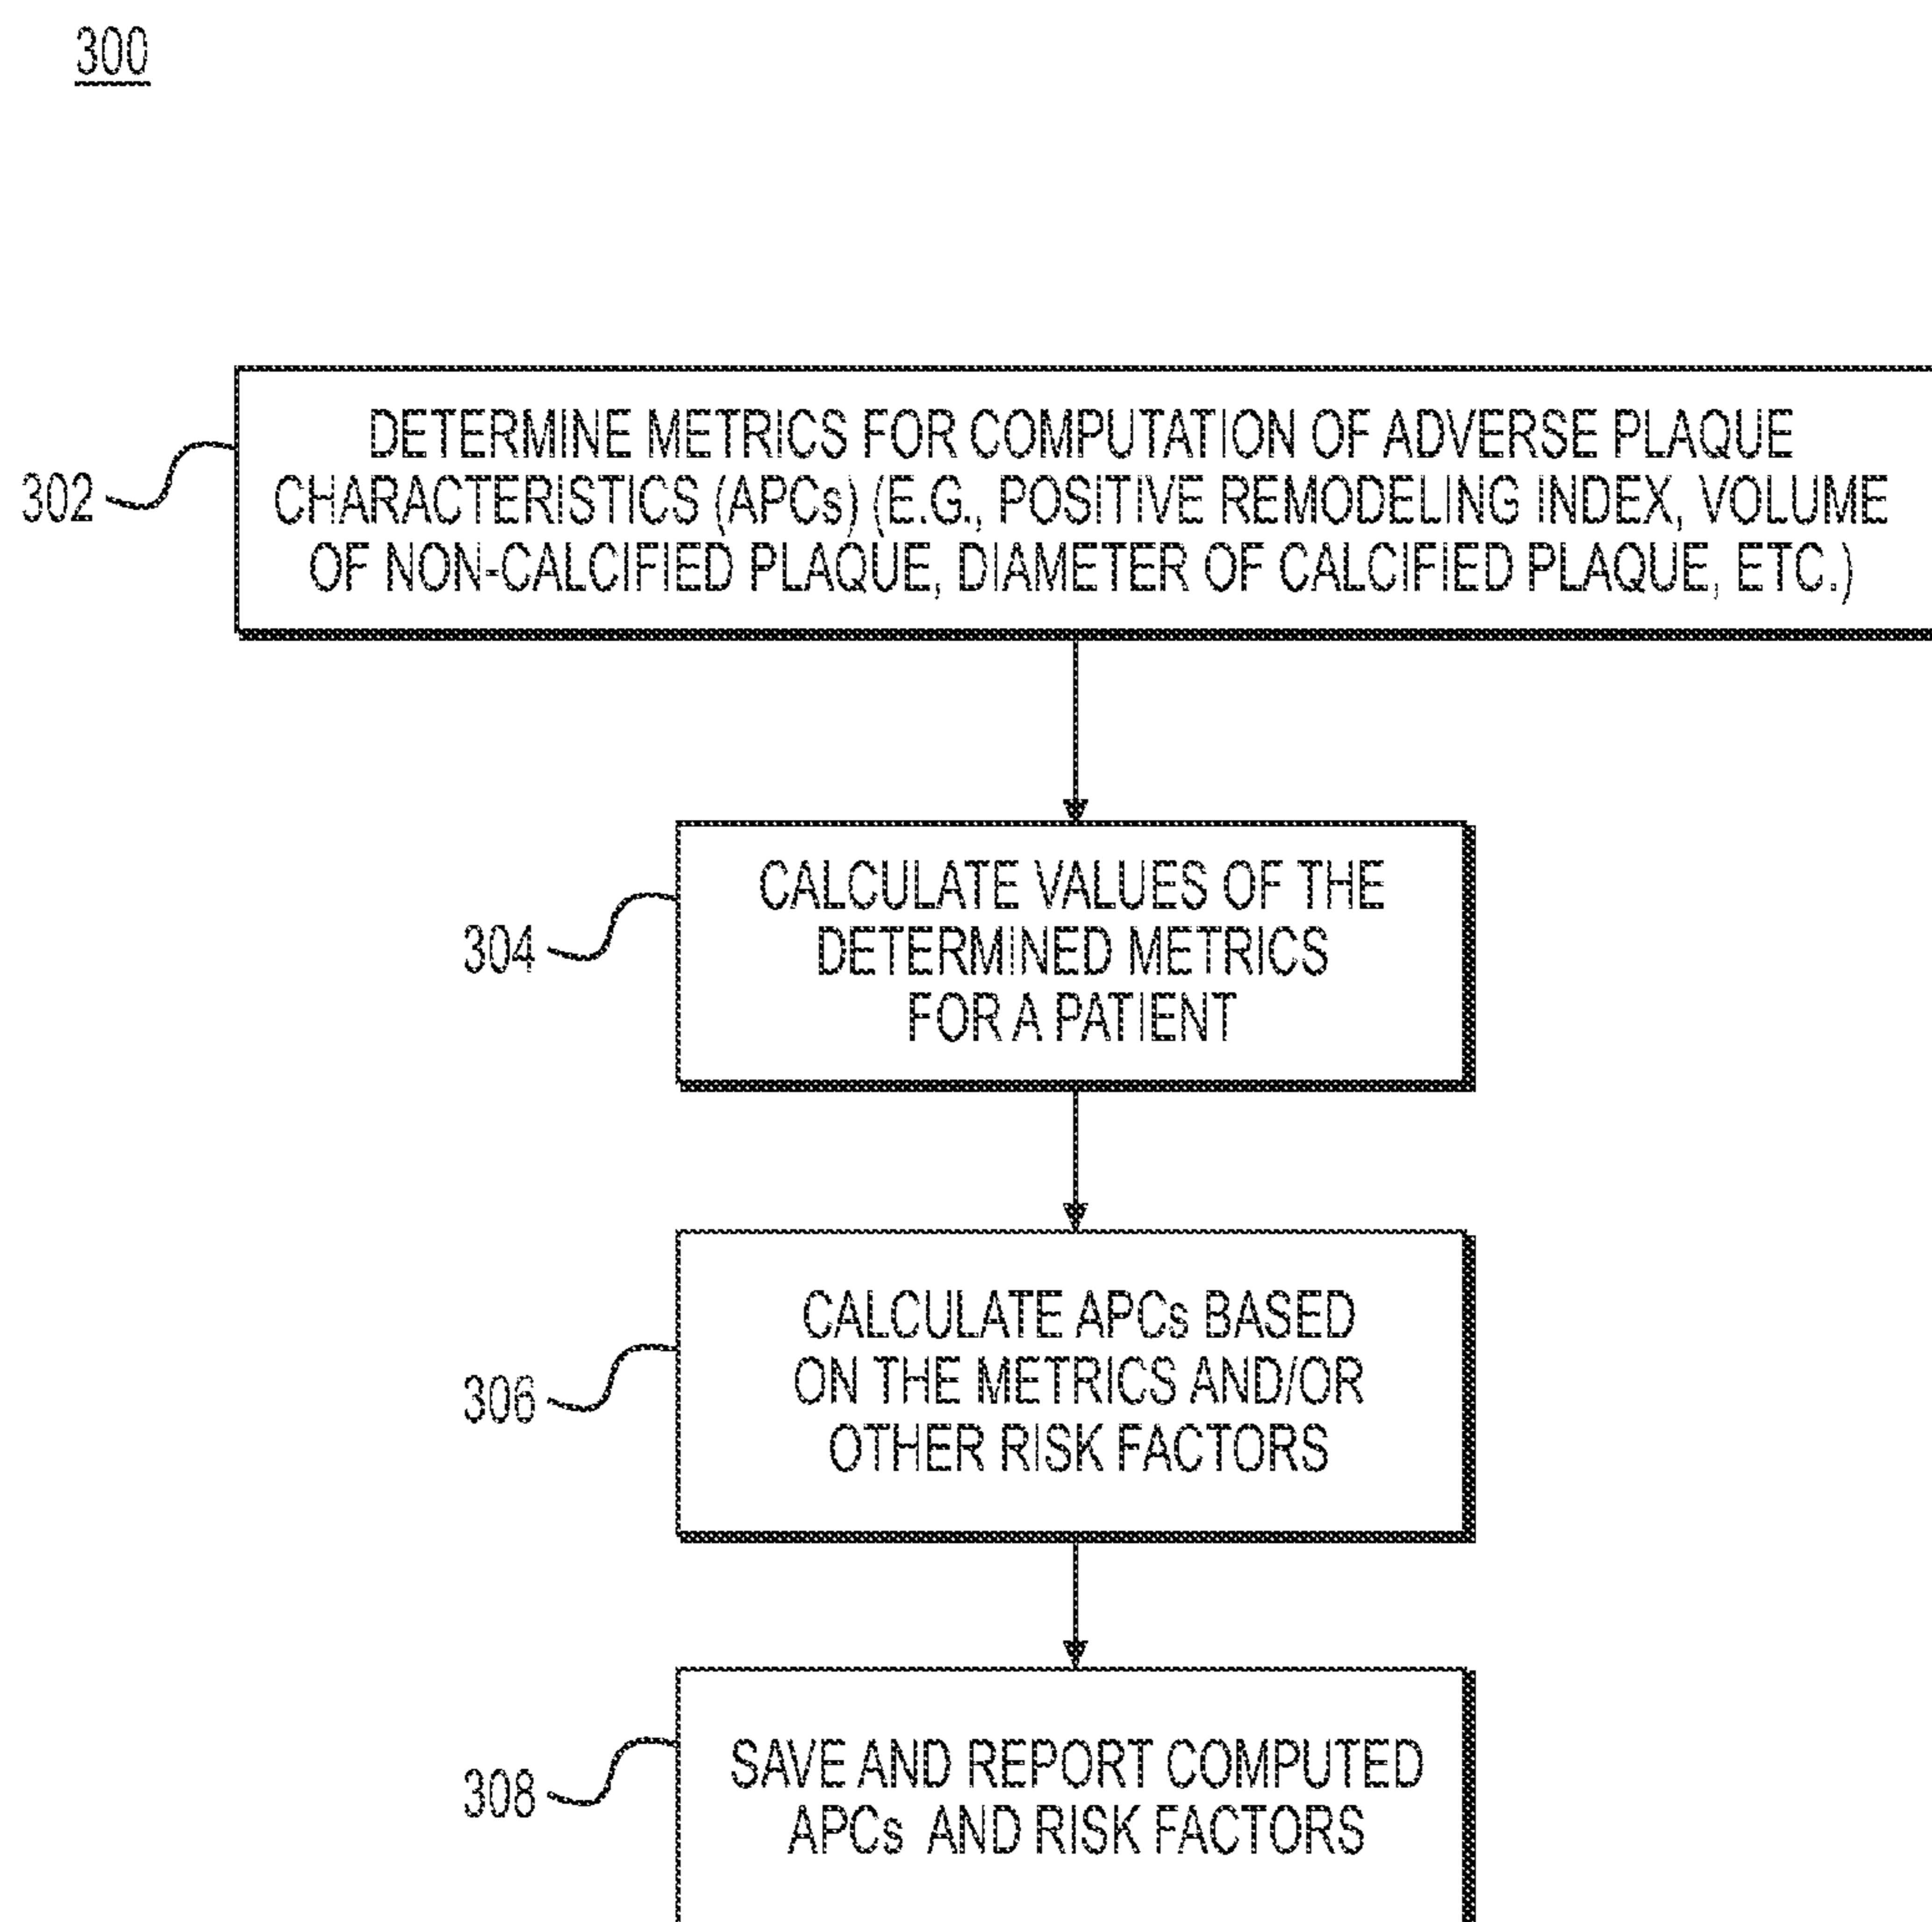 300
302
DETERMINE METRICS FOR COMPUTATION OF ADVERSE PLAQUE
CHARACTERISTICS (APCs) (E.G., POSITIVE REMODELING INDEX, VOLUME
OF NON-CALCIFIED PLAQUE, DIAMETER OF CALCIFIED PLAQUE, ETC.)
304
CALCULATE VALUES OF THE
DETERMINED METRICS
FOR A PATIENT
306
CALCULATE APCs BASED
ON THE METRICS AND/OR
OTHER RISK FACTORS
308
SAVE AND REPORT COMPUTED
APCs AND RISK FACTORS